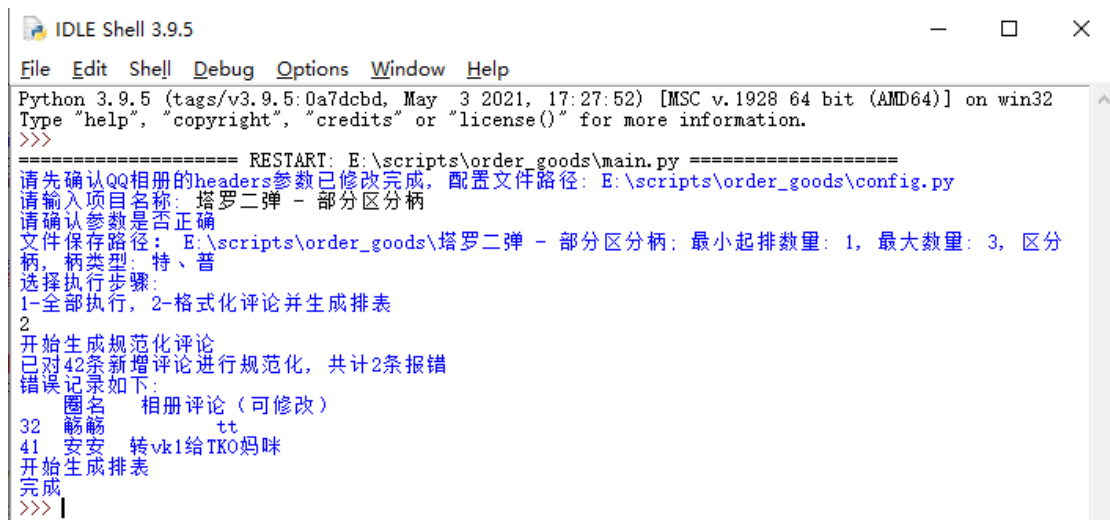 IDLE Shell 3.9.5
File Edit Shell Debug Options Window Help
Python 3.9.5 (tags/v3.9.5:0a7dcbd, May  3 2021, 17:27:52) [MSC v.1928 64 bit (AMD64)] on win32
Type "help", "copyright", "credits" or "license()" for more information.
>>>
==================== RESTART: E:\scripts\order_goods\main.py ===================
请先确认QQ相册的headers参数已修改完成, 配置文件路径: E:\scripts\order_goods\config.py
请输入项目名称: 塔罗二弹 - 部分区分柄
请确认参数是否正确
文件保存路径： E:\scripts\order_goods\塔罗二弹 - 部分区分柄; 最小起排数量: 1, 最大数量: 3, 区分
柄, 柄类型: 特、普
选择执行步骤:
1-全部执行, 2-格式化评论并生成排表
2
开始生成规范化评论
已对42条新增评论进行规范化, 共计2条报错
错误记录如下:
圈名 相册评论（可修改）
32 觞觞 tt
41 安安 转vk1给TKO妈咪
开始生成排表
完成
>>>